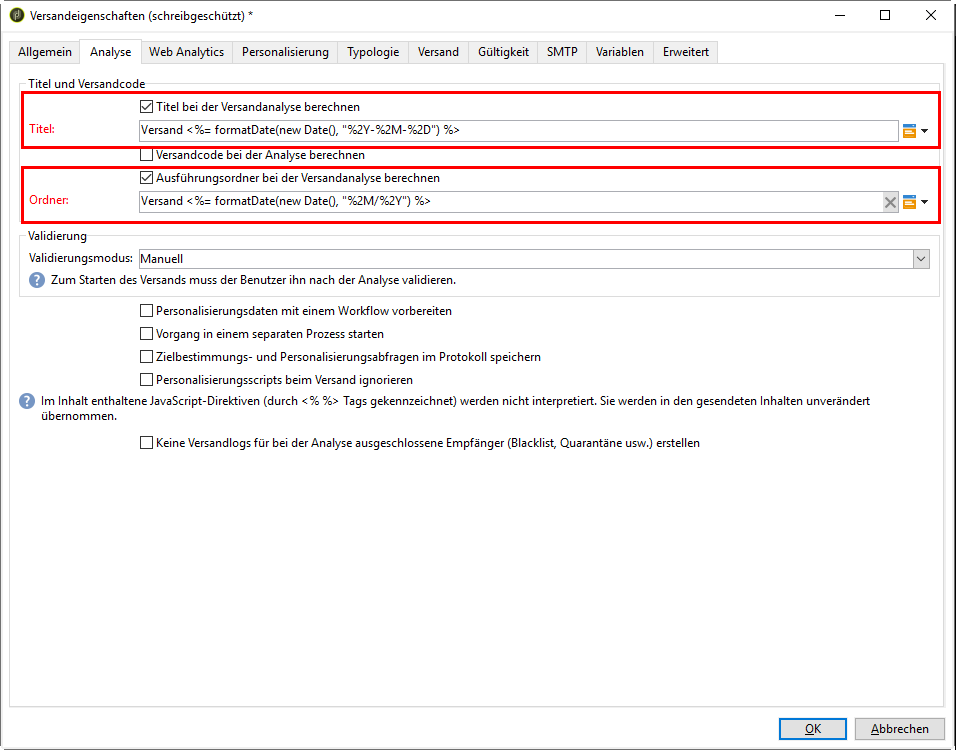 Versandeigenschaften (schreibgeschützt) *
Allgemein Analyse Web Analytics Personalisierung Typologie Versand Gültigkeit SMTP Variablen Erweitert
Titel und Versandcode
Titel bei der Versandanalyse berechnen
Titel: Versand <%= formatDate(new Date(), "%2Y-%2M-%2D") %>
Versandcode bei der Analyse berechnen
Ausführungsordner bei der Versandanalyse berechnen
Ordner: Versand <%= formatDate(new Date(), "%2M/%2Y") %>
Validierung
Validierungsmodus: Manuell
? Zum Starten des Versands muss der Benutzer ihn nach der Analyse validieren.
Personalisierungsdaten mit einem Workflow vorbereiten
Vorgang in einem separaten Prozess starten
Zielbestimmungs- und Personalisierungsabfragen im Protokoll speichern
Personalisierungsscripts beim Versand ignorieren
? Im Inhalt enthaltene JavaScript-Direktiven (durch <% %> Tags gekennzeichnet) werden nicht interpretiert. Sie werden in den gesendeten Inhalten unverändert
übernommen.
Keine Versandlogs für bei der Analyse ausgeschlossene Empfänger (Blacklist, Quarantäne usw.) erstellen
OK Abbrechen